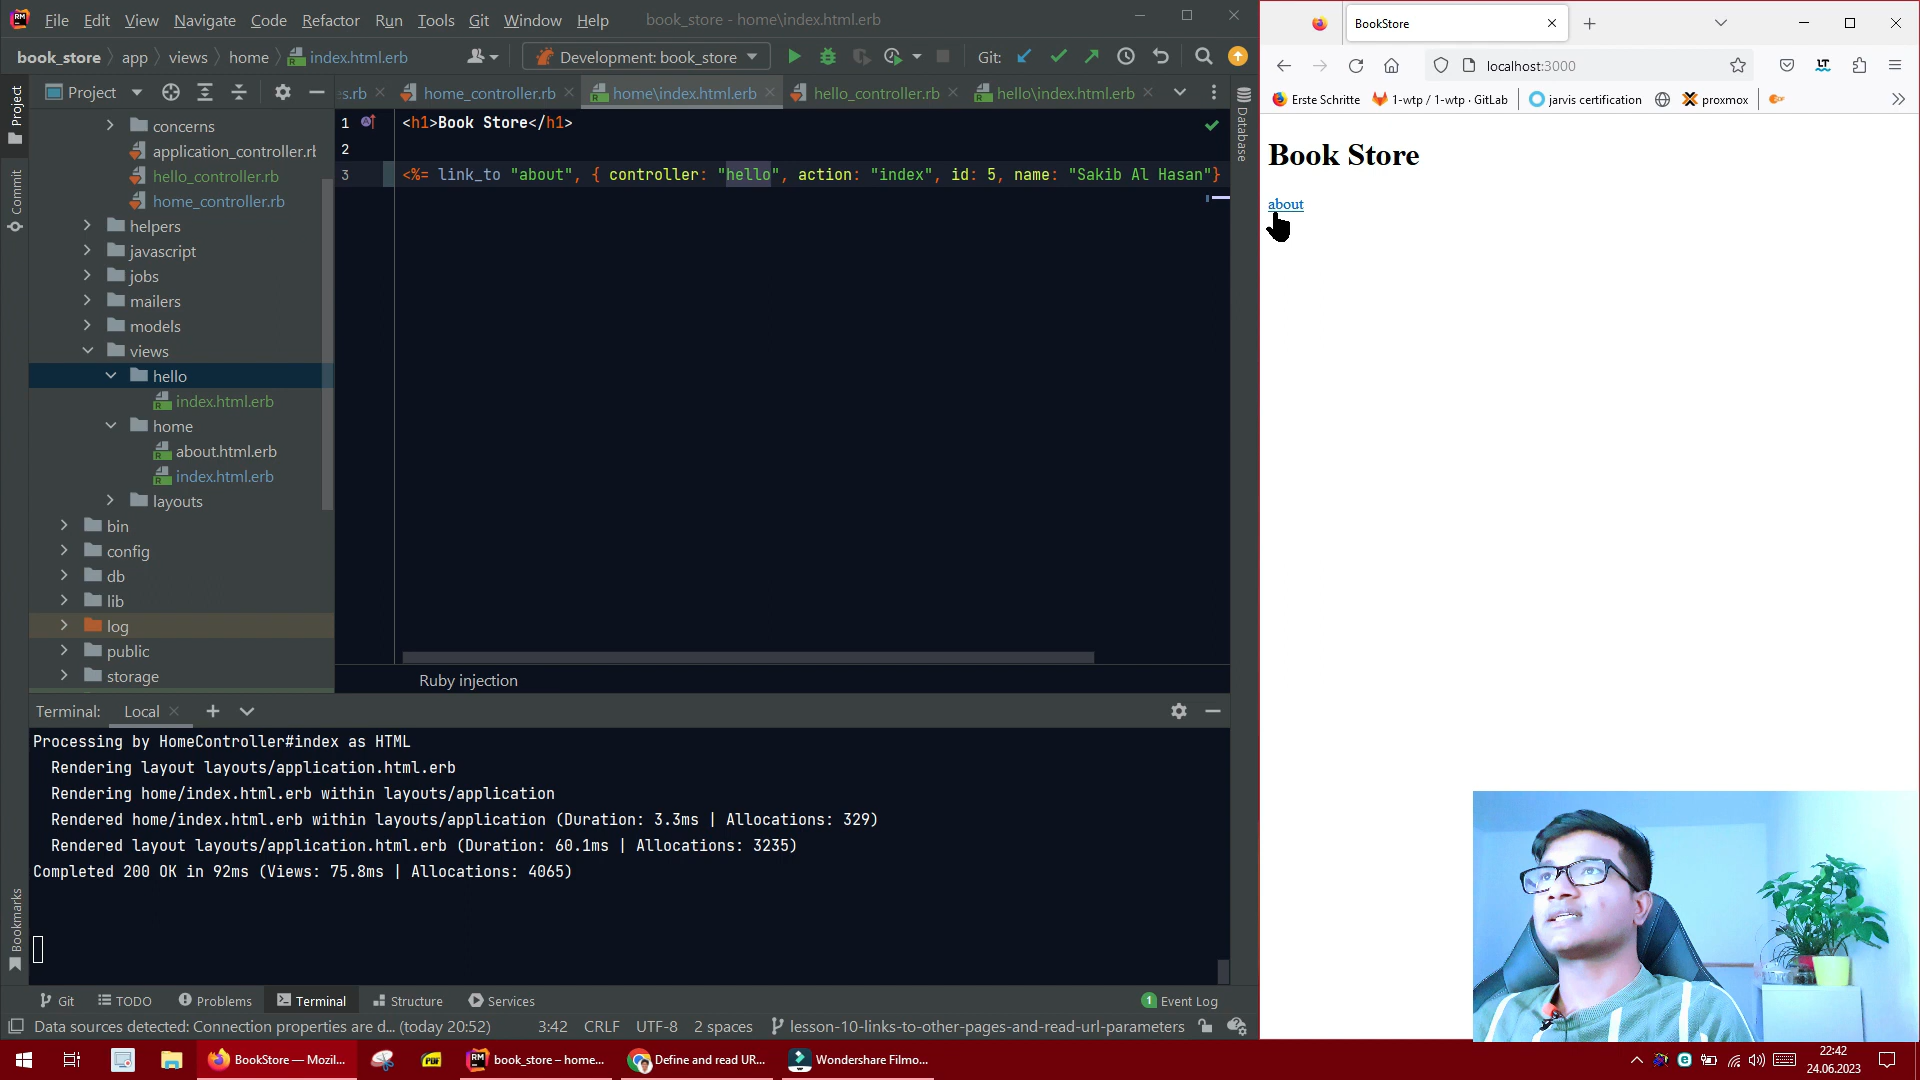 File Edit View Navigate Code Refactor Run Tools Git Window Help book_store - home\index.html.erb
book_store app views home index.html.erb Development: book_store Git:
Project
s.rb home_controller.rb home\index.html.erb hello_controller.rb hello\index.html.erb
Project
Commit
Bookmarks
concerns
application_controller.rb
hello_controller.rb
home_controller.rb
helpers
javascript
jobs
mailers
models
views
hello
index.html.erb
home
about.html.erb
index.html.erb
layouts
bin
config
db
lib
log
public
storage
1 <h1>Book Store</h1>
2
3 <%= link_to "about", { controller: "hello", action: "index", id: 5, name: "Sakib Al Hasan"}
Ruby injection
Database
Terminal: Local
Processing by HomeController#index as HTML
Rendering layout layouts/application.html.erb
Rendering home/index.html.erb within layouts/application
Rendered home/index.html.erb within layouts/application (Duration: 3.3ms | Allocations: 329)
Rendered layout layouts/application.html.erb (Duration: 60.1ms | Allocations: 3235)
Completed 200 OK in 92ms (Views: 75.8ms | Allocations: 4065)
Git TODO Problems Terminal Structure Services 1 Event Log
Data sources detected: Connection properties are d... (today 20:52) 3:42 CRLF UTF-8 2 spaces lesson-10-links-to-other-pages-and-read-url-parameters
BookStore
localhost:3000
Erste Schritte 1-wtp / 1-wtp · GitLab jarvis certification proxmox
Book Store
about
BookStore — Mozil... PDF book_store – home... Define and read UR... Wondershare Filmo...
22:42
24.06.2023